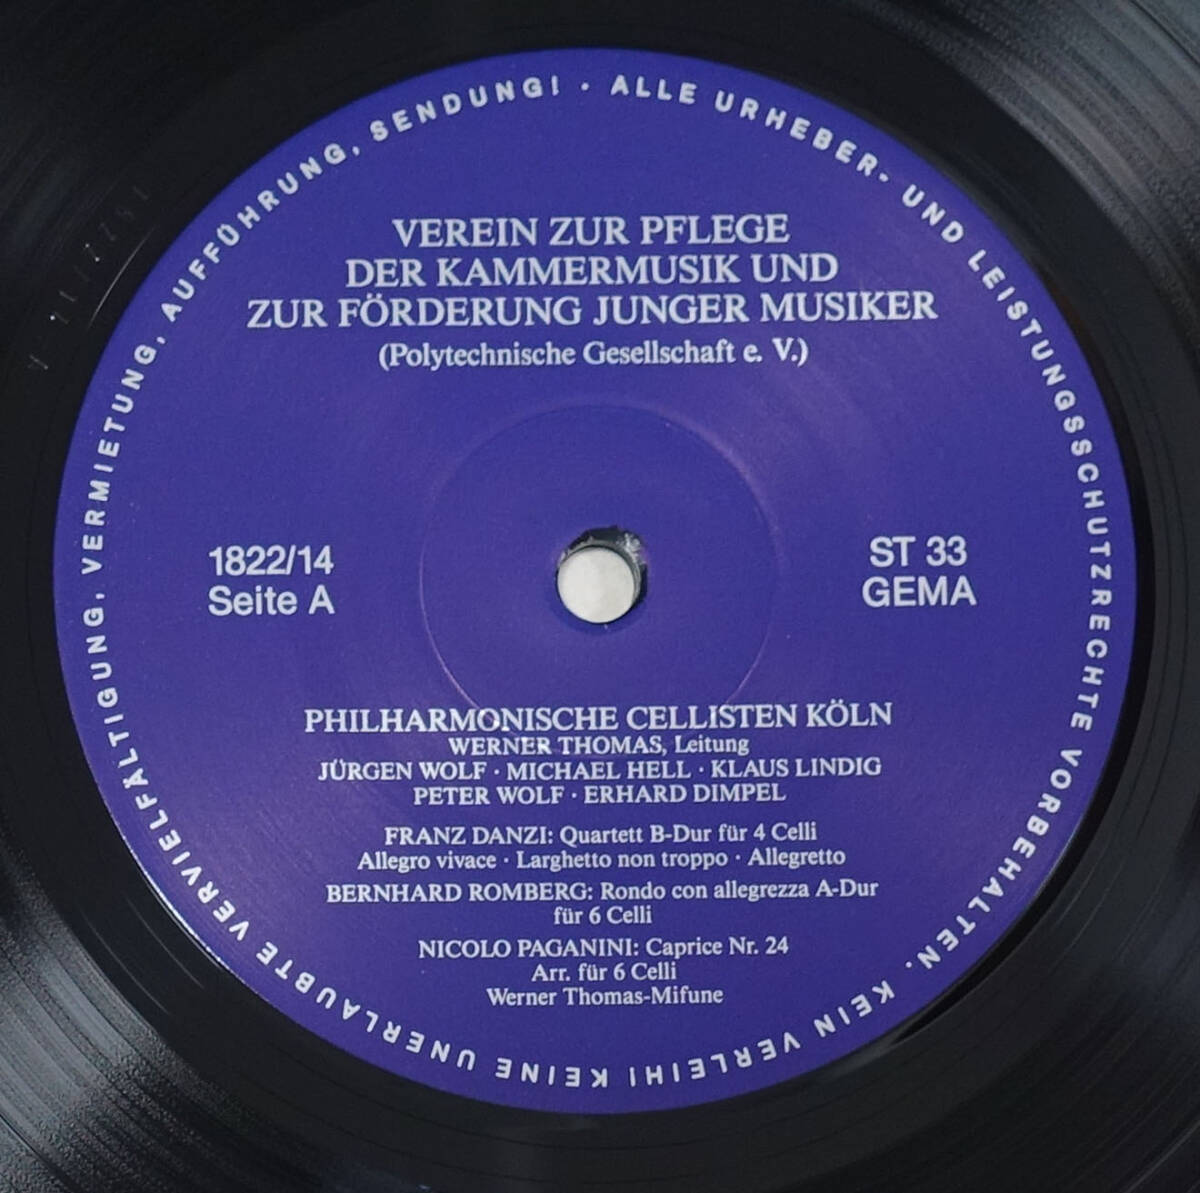 ALLE URHEBER- UND LEISTUNGSSCHUTZRECHTE VORBEHALTEN. KEIN VERLEIH! KEINE UNERLAUBTE VERVIELFÄLTIGUNG, VERMIETUNG, AUFFÜHRUNG, SENDUNG! ·
VEREIN ZUR PFLEGE
DER KAMMERMUSIK UND
ZUR FÖRDERUNG JUNGER MUSIKER
(Polytechnische Gesellschaft e. V.)
1822/14
Seite A
ST 33
GEMA
PHILHARMONISCHE CELLISTEN KÖLN
WERNER THOMAS, Leitung
JÜRGEN WOLF · MICHAEL HELL · KLAUS LINDIG
PETER WOLF · ERHARD DIMPEL
FRANZ DANZI: Quartett B-Dur für 4 Celli
Allegro vivace · Larghetto non troppo · Allegretto
BERNHARD ROMBERG: Rondo con allegrezza A-Dur
für 6 Celli
NICOLO PAGANINI: Caprice Nr. 24
Arr. für 6 Celli
Werner Thomas-Mifune